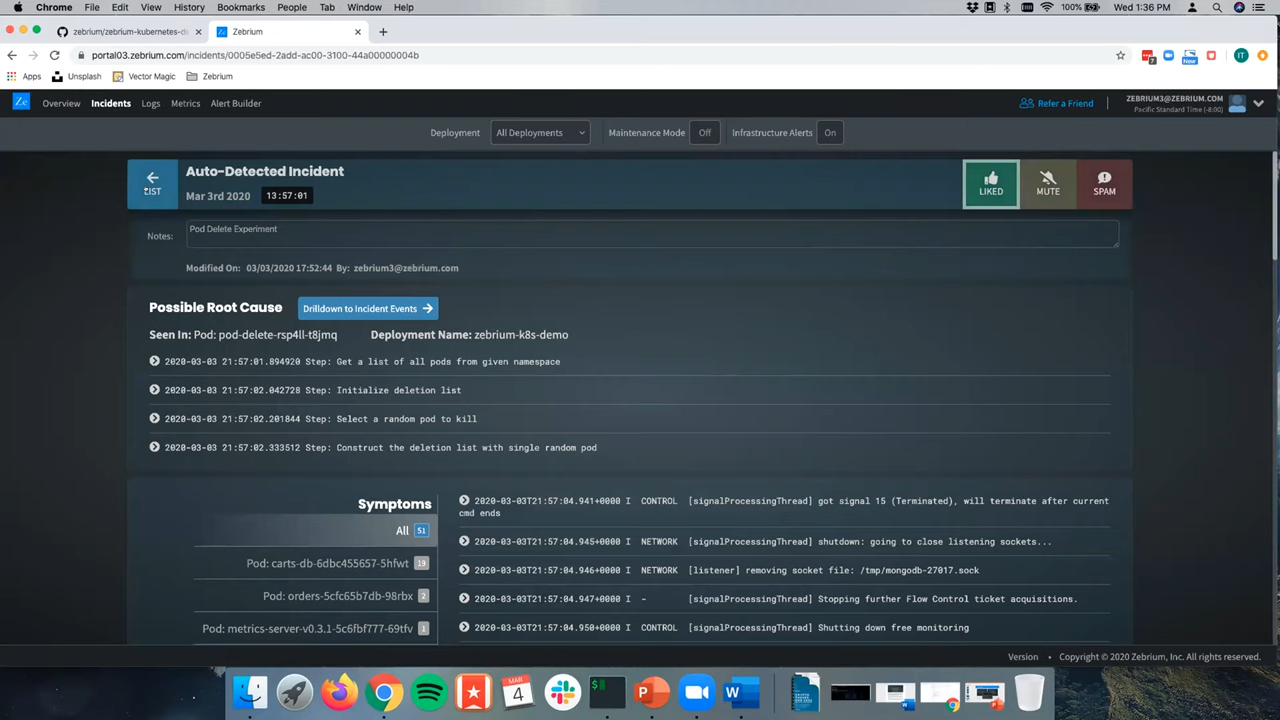 Chrome File Edit View History Bookmarks People Tab Window Help 100% Wed 1:36 PM
zebrium/zebrium-kubernetes-d Zebrium
portal03.zebrium.com/incidents/0005e5ed-2add-ac00-3100-44a00000004b 7 New IT
Apps Unsplash Vector Magic Zebrium
Ze Overview Incidents Logs Metrics Alert Builder Refer a Friend ZEBRIUM3@ZEBRIUM.COM
Pacific Standard Time (-8:00)
Deployment All Deployments Maintenance Mode Off Infrastructure Alerts On
Auto-Detected Incident
LIST Mar 3rd 2020 13:57:01 LIKED MUTE SPAM
Notes: Pod Delete Experiment
Modified On: 03/03/2020 17:52:44 By: zebrium3@zebrium.com
Possible Root Cause Drilldown to Incident Events
Seen In: Pod: pod-delete-rsp4ll-t8jmq Deployment Name: zebrium-k8s-demo
2020-03-03 21:57:01.894920 Step: Get a list of all pods from given namespace
2020-03-03 21:57:02.042728 Step: Initialize deletion list
2020-03-03 21:57:02.201844 Step: Select a random pod to kill
2020-03-03 21:57:02.333512 Step: Construct the deletion list with single random pod
Symptoms
All 51
Pod: carts-db-6dbc455657-5hfwt 19
Pod: orders-5cfc65b7db-98rbx 2
Pod: metrics-server-v0.3.1-5c6fbf777-69tfv 1
2020-03-03T21:57:04.941+0000 I CONTROL [signalProcessingThread] got signal 15 (Terminated), will terminate after current
cmd ends
2020-03-03T21:57:04.945+0000 I NETWORK [signalProcessingThread] shutdown: going to close listening sockets...
2020-03-03T21:57:04.946+0000 I NETWORK [listener] removing socket file: /tmp/mongodb-27017.sock
2020-03-03T21:57:04.947+0000 I - [signalProcessingThread] Stopping further Flow Control ticket acquisitions.
2020-03-03T21:57:04.950+0000 I CONTROL [signalProcessingThread] Shutting down free monitoring
Version • Copyright © 2020 Zebrium, Inc. All rights reserved.
MAR
4